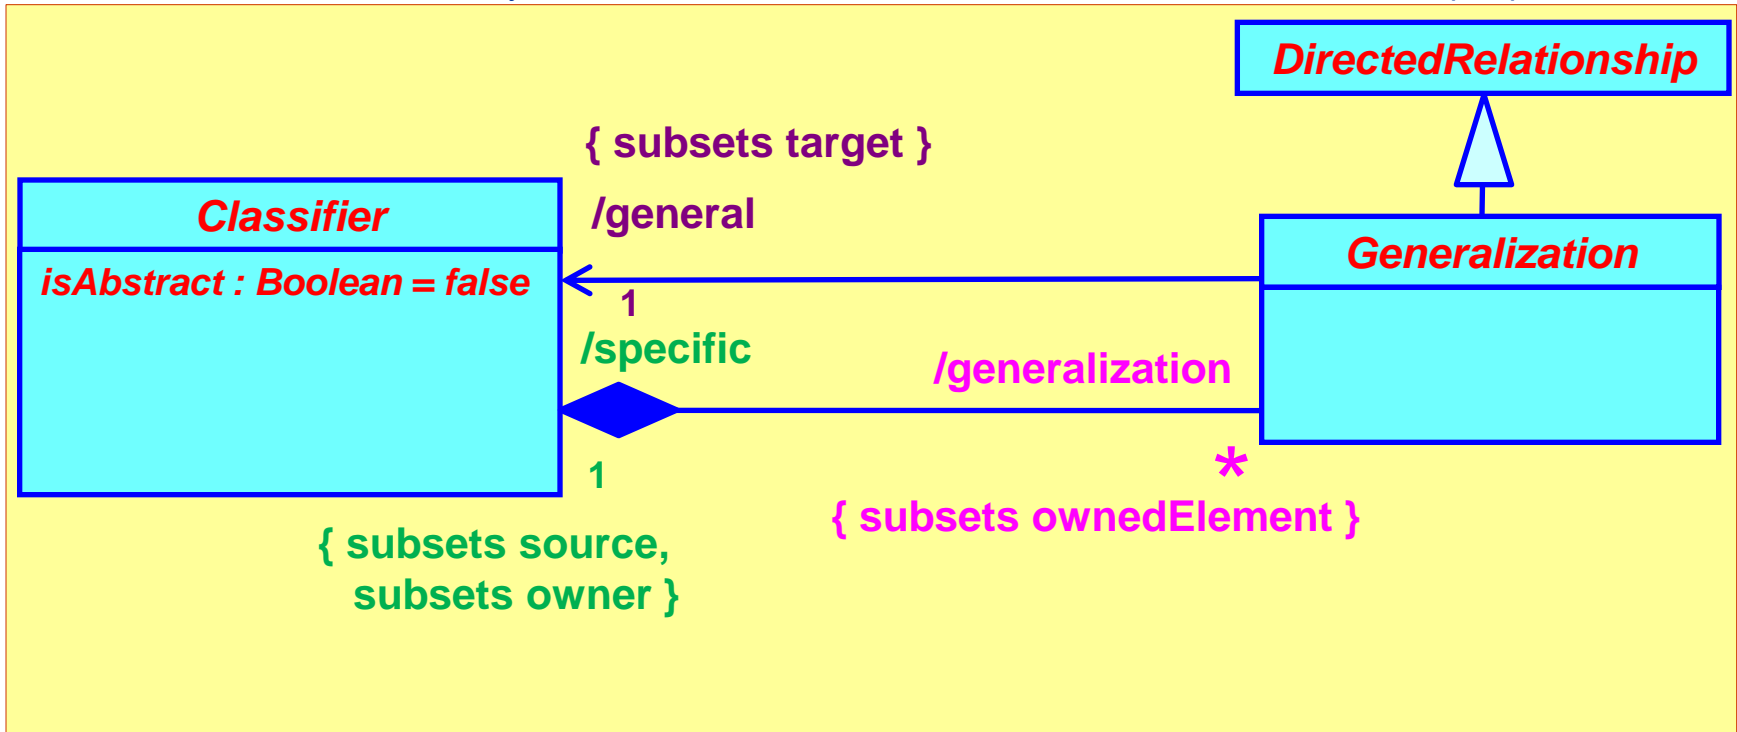 DirectedRelationship
{ subsets target }
Classifier
/general
Generalization
isAbstract : Boolean = false
1
/specific
/generalization
*
1
{ subsets ownedElement }
{ subsets source,
subsets owner }